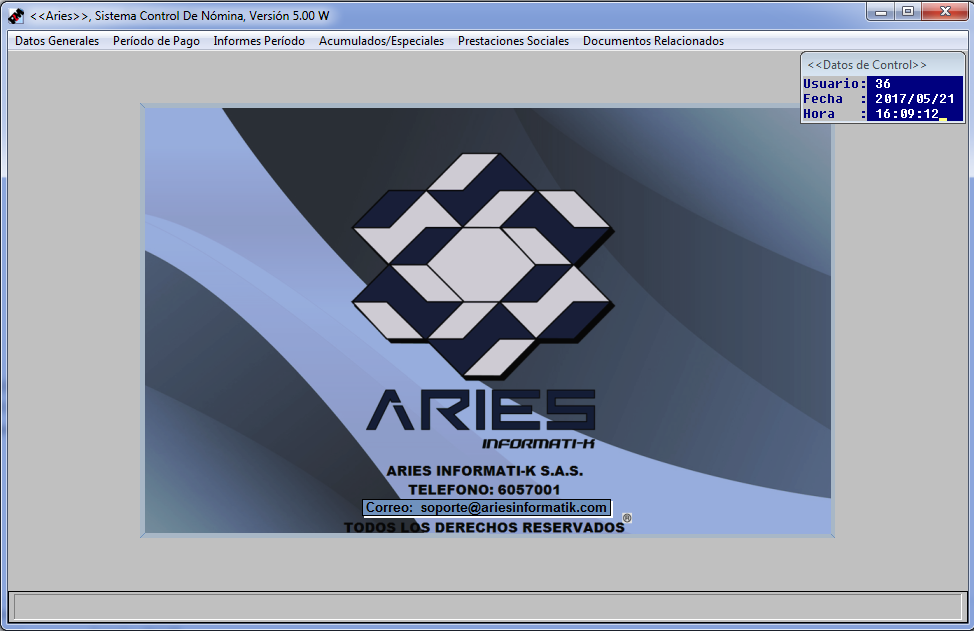 <<Aries>>, Sistema Control De Nómina, Versión 5.00 W
Datos Generales Período de Pago Informes Período Acumulados/Especiales Prestaciones Sociales Documentos Relacionados
<<Datos de Control>>
Usuario: 36
Fecha : 2017/05/21
Hora : 16:09:12
ARIES
INFORMATI-K
ARIES INFORMATI-K S.A.S.
TELEFONO: 6057001
Correo: soporte@ariesinformatik.com
TODOS LOS DERECHOS RESERVADOS ®